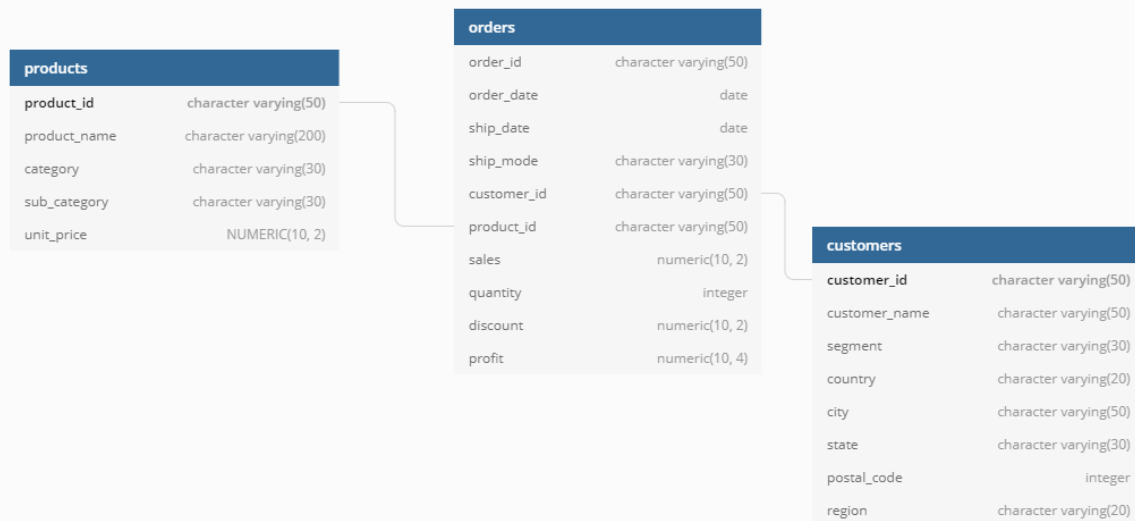 products
product_id character varying(50)
product_name character varying(200)
category character varying(30)
sub_category character varying(30)
unit_price NUMERIC(10, 2)
orders
order_id character varying(50)
order_date date
ship_date date
ship_mode character varying(30)
customer_id character varying(50)
product_id character varying(50)
sales numeric(10, 2)
quantity integer
discount numeric(10, 2)
profit numeric(10, 4)
customers
customer_id character varying(50)
customer_name character varying(50)
segment character varying(30)
country character varying(20)
city character varying(50)
state character varying(30)
postal_code integer
region character varying(20)